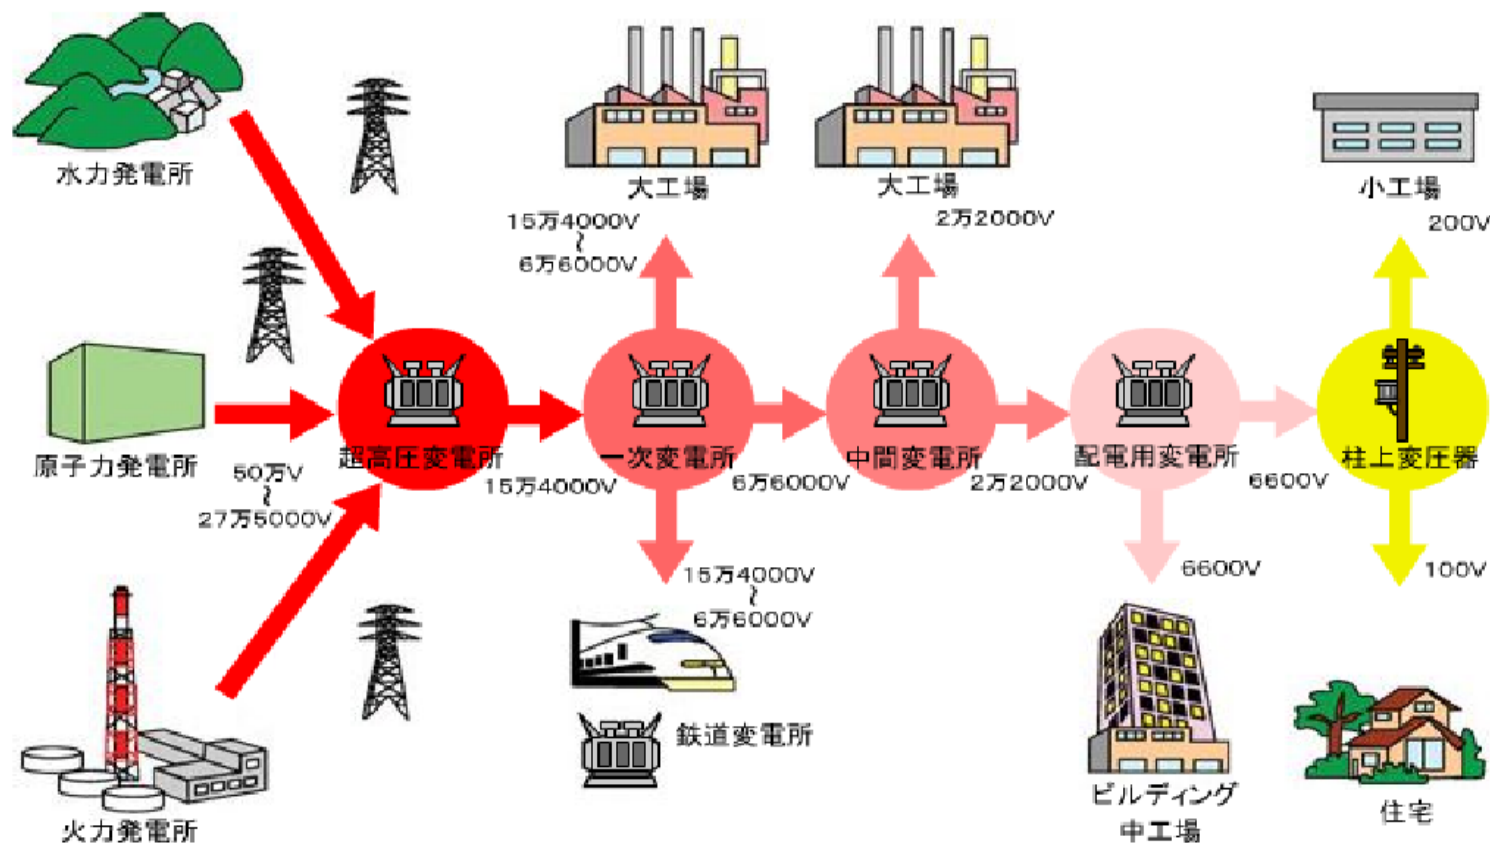 水力発電所
大工場
15万4000V
~
6万6000V
大工場
2万2000V
小工場
200V
原子力発電所
50万V
~
27万5000V
超高圧変電所
15万4000V
一次変電所
6万6000V
中間変電所
2万2000V
配電用変電所
6600V
柱上変圧器
15万4000V
~
6万6000V
鉄道変電所
6600V
ビルディング
中工場
100V
住宅
火力発電所